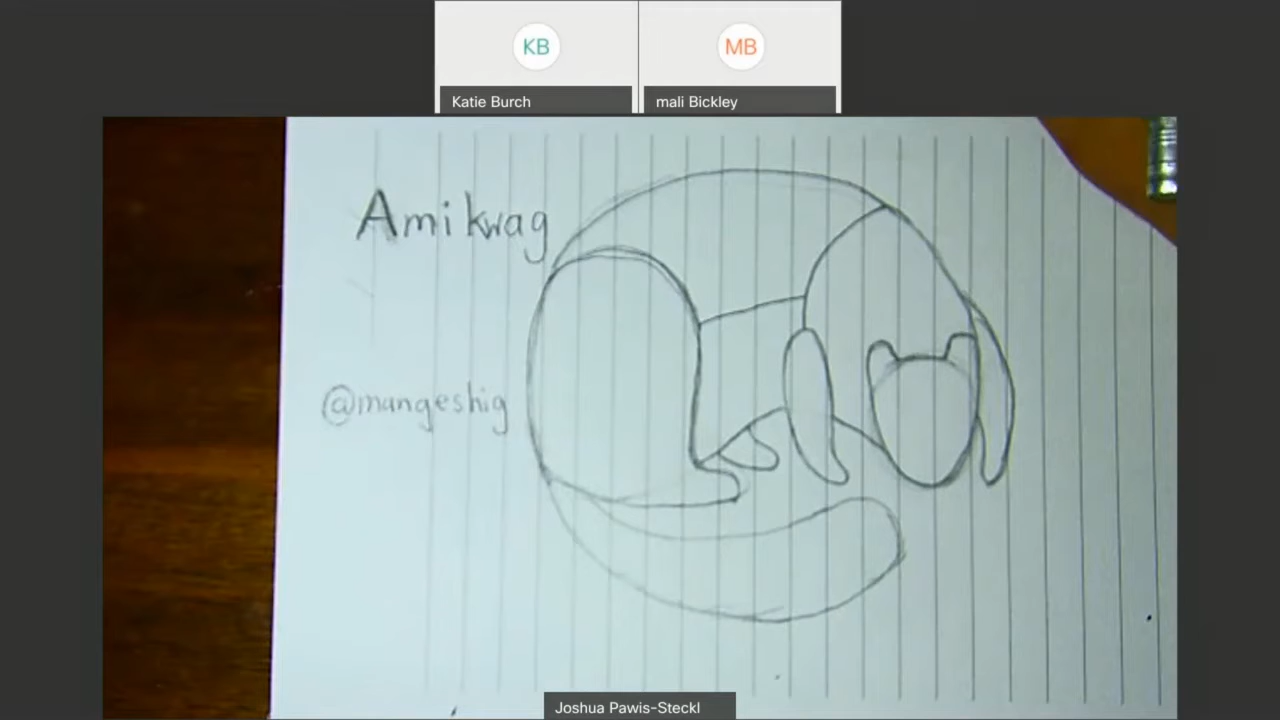 KB
MB
Katie Burch
mali Bickley
Amikwag
@mangeshig
Joshua Pawis-Steckl